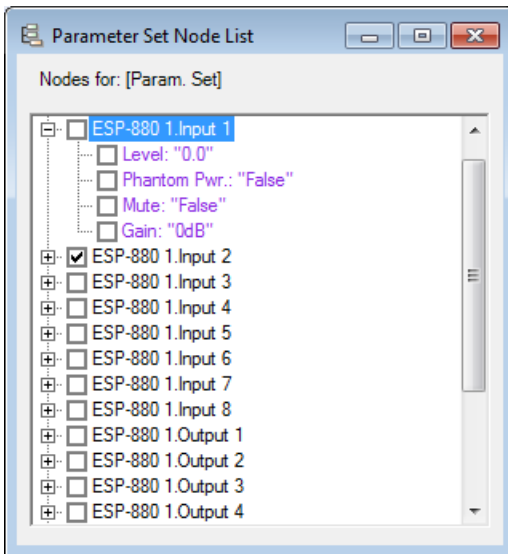 Parameter Set Node List
Nodes for: [Param. Set]
ESP-880 1.Input 1
Level: "0.0"
Phantom Pwr.: "False"
Mute: "False"
Gain: "0dB"
ESP-880 1.Input 2
ESP-880 1.Input 3
ESP-880 1.Input 4
ESP-880 1.Input 5
ESP-880 1.Input 6
ESP-880 1.Input 7
ESP-880 1.Input 8
ESP-880 1.Output 1
ESP-880 1.Output 2
ESP-880 1.Output 3
ESP-880 1.Output 4